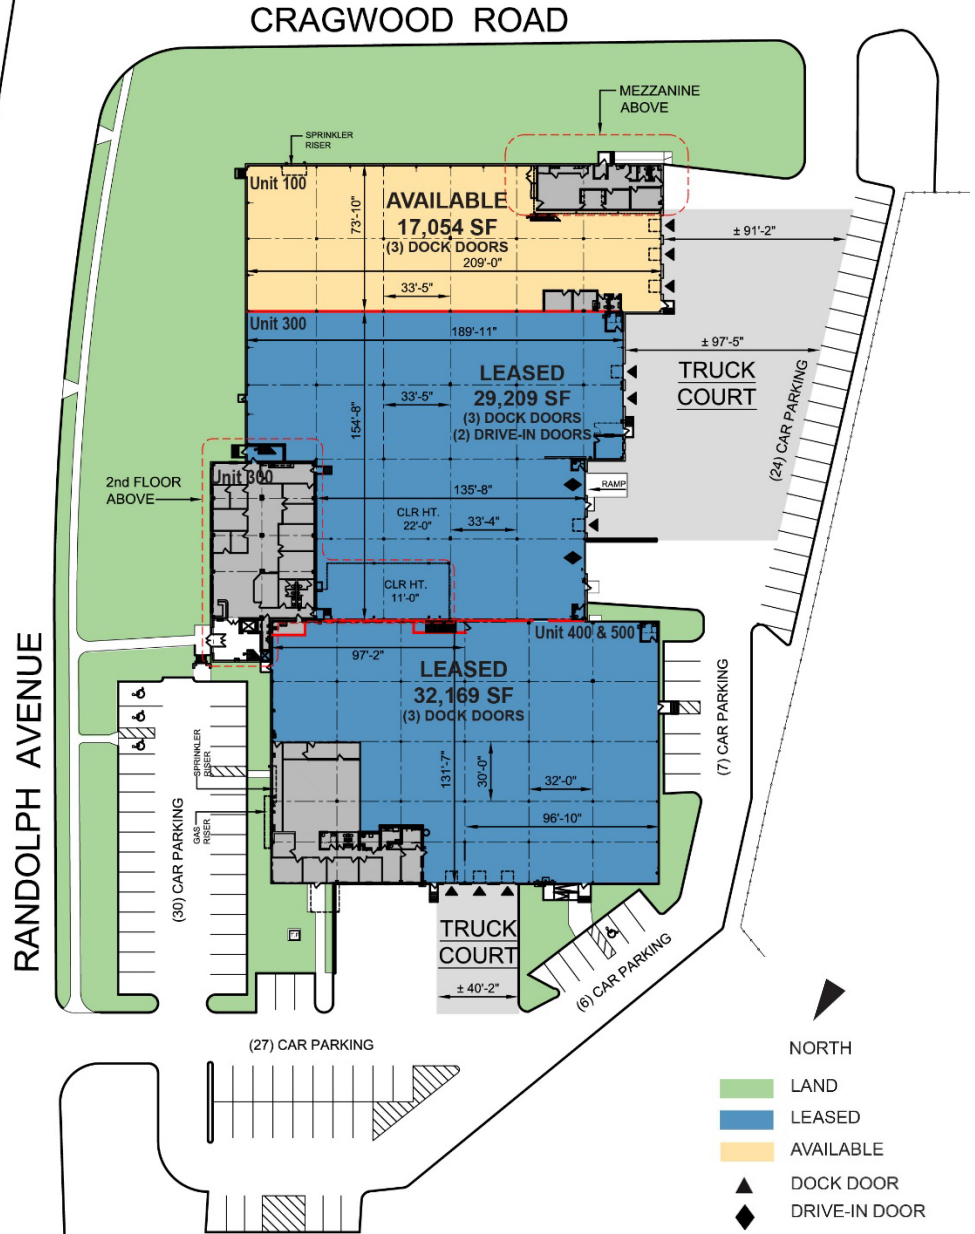 CRAGWOOD ROAD
MEZZANINE
ABOVE
SPRINKLER
RISER
Unit 100
AVAILABLE
17,054 SF
(3) DOCK DOORS
73'-10"
209'-0"
± 91'-2"
33'-5"
Unit 300
189'-11"
± 97'-5"
LEASED
29,209 SF
(3) DOCK DOORS
(2) DRIVE-IN DOORS
33'-5"
154'-8"
TRUCK
COURT
(24) CAR PARKING
2nd FLOOR
ABOVE
Unit 300
135'-8"
RAMP
CLR HT.
22'-0"
33'-4"
CLR HT.
11'-0"
Unit 400 & 500
97'-2"
LEASED
32,169 SF
(3) DOCK DOORS
131'-7"
30'-0"
32'-0"
96'-10"
(7) CAR PARKING
RANDOLPH AVENUE
SPRINKLER
RISER
GAS
RISER
(30) CAR PARKING
TRUCK
COURT
± 40'-2"
(6) CAR PARKING
(27) CAR PARKING
NORTH
LAND
LEASED
AVAILABLE
DOCK DOOR
DRIVE-IN DOOR